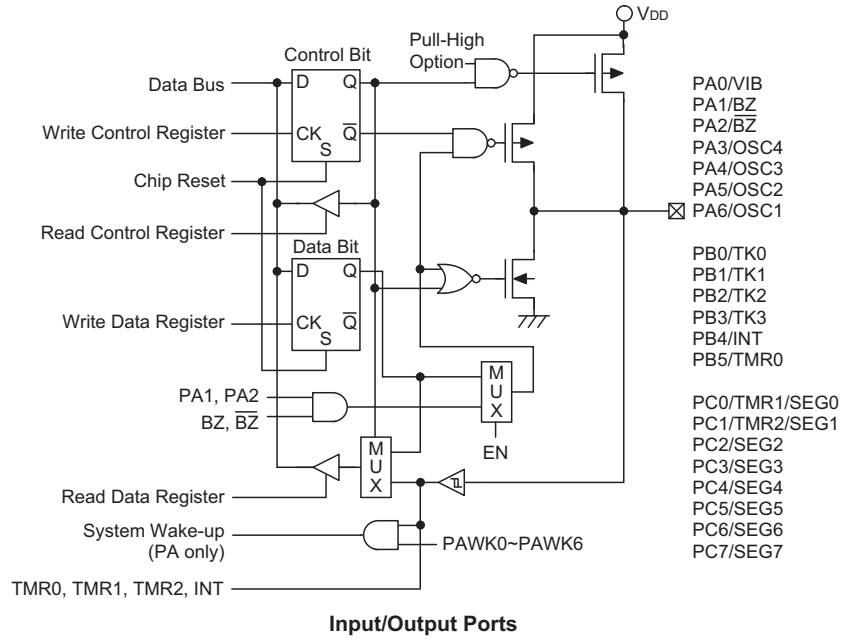 VDD
Pull-High
Option
Control Bit
Data Bus
D Q
Write Control Register
CK Q̅
S
Chip Reset
Read Control Register
Data Bit
D Q
Write Data Register
CK Q̅
S
M
U
X
EN
PA1, PA2
BZ, B̅Z̅
M
U
X
Read Data Register
System Wake-up
(PA only)
PAWK0~PAWK6
TMR0, TMR1, TMR2, INT
PA0/VIB
PA1/BZ
PA2/B̅Z̅
PA3/OSC4
PA4/OSC3
PA5/OSC2
PA6/OSC1
PB0/TK0
PB1/TK1
PB2/TK2
PB3/TK3
PB4/INT
PB5/TMR0
PC0/TMR1/SEG0
PC1/TMR2/SEG1
PC2/SEG2
PC3/SEG3
PC4/SEG4
PC5/SEG5
PC6/SEG6
PC7/SEG7
Input/Output Ports